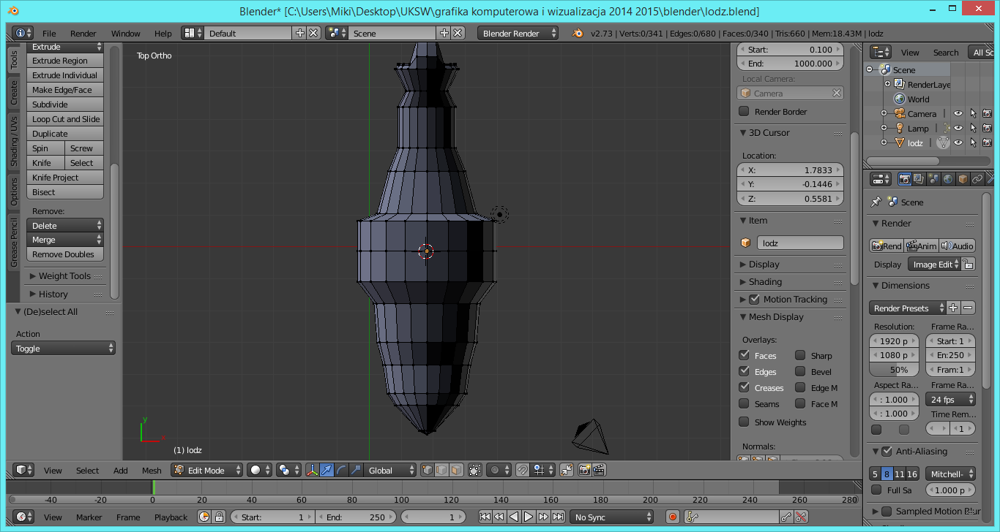 Blender* [C:\Users\Miki\Desktop\UKSW\grafika komputerowa i wizualizacja 2014 2015\blender\lodz.blend]
File Render Window Help Default Scene Blender Render v2.73 | Verts:0/341 | Edges:0/680 | Faces:0/340 | Tris:660 | Mem:18.43M | lodz
Tools
Create
Shading / UVs
Options
Grease Pencil
Extrude
Extrude Region
Extrude Individual
Make Edge/Face
Subdivide
Loop Cut and Slide
Duplicate
Spin Screw
Knife Select
Knife Project
Bisect
Remove:
Delete
Merge
Remove Doubles
Weight Tools
History
(De)select All
Action
Toggle
Top Ortho
y
(1) lodz
Start: 0.100
End: 1000.000
Local Camera:
Camera
Render Border
3D Cursor
Location:
X: 1.7833
Y: -0.1446
Z: 0.5581
Item
lodz
Display
Shading
Motion Tracking
Mesh Display
Overlays:
Faces Sharp
Edges Bevel
Creases Edge M
Seams Face M
Show Weights
Normals:
View Search All Sc
Scene
RenderLaye
World
Camera
Lamp
lodz
Scene
Render
Rend Anim Audio
Display Image Edit
Dimensions
Render Presets
Resolution: Frame Ra...
1920 p Start: 1
1080 p En:250
50% Fram:1
Aspect Ra... Frame Ra...
: 1.000 24 fps
: 1.000 Time Rem...
1
Anti-Aliasing
5 8 11 16 Mitchell-
Full Sa 1.000 p
Sampled Motion Blur
View Select Add Mesh Edit Mode Global
-40 -20 0 20 40 60 80 100 120 140 160 180 200 220 240 260 280
View Marker Frame Playback Start: 1 End: 250 1 No Sync